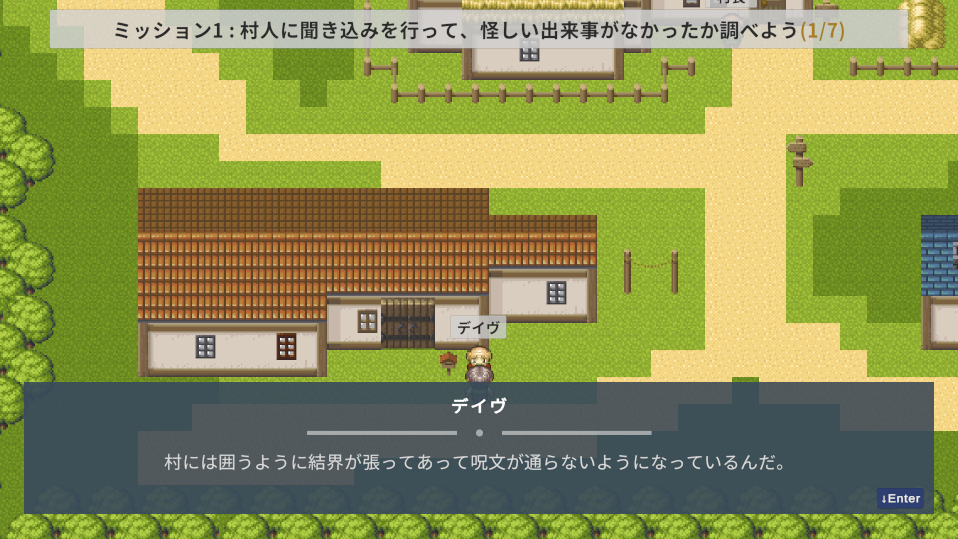 ミッション1 : 村人に聞き込みを行って、怪しい出来事がなかったか調べよう(1/7)
デイヴ
デイヴ
村には囲うように結界が張ってあって呪文が通らないようになっているんだ。
↓Enter